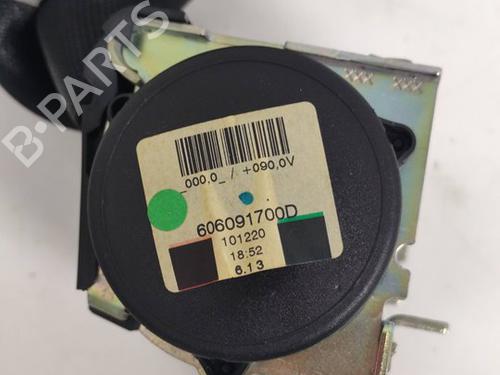 _000,0_ / +090,0V
606091700D
101220
18:52
6.13
B-PARTS